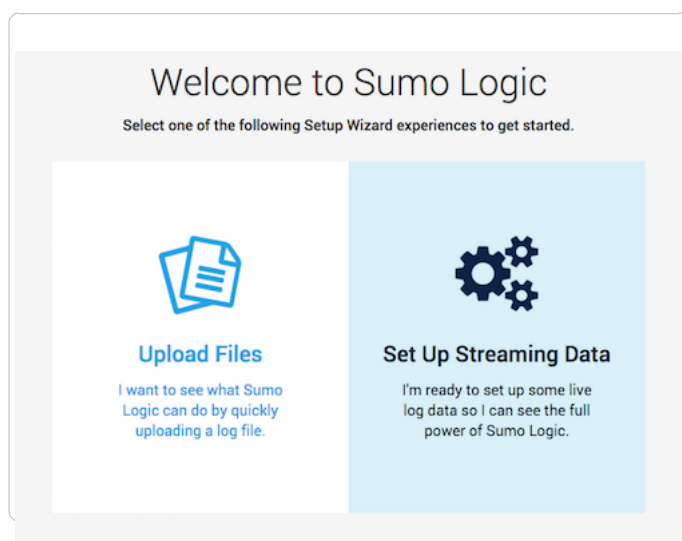 Welcome to Sumo Logic
Select one of the following Setup Wizard experiences to get started.
Upload Files
I want to see what Sumo
Logic can do by quickly
uploading a log file.
Set Up Streaming Data
I'm ready to set up some live
log data so I can see the full
power of Sumo Logic.